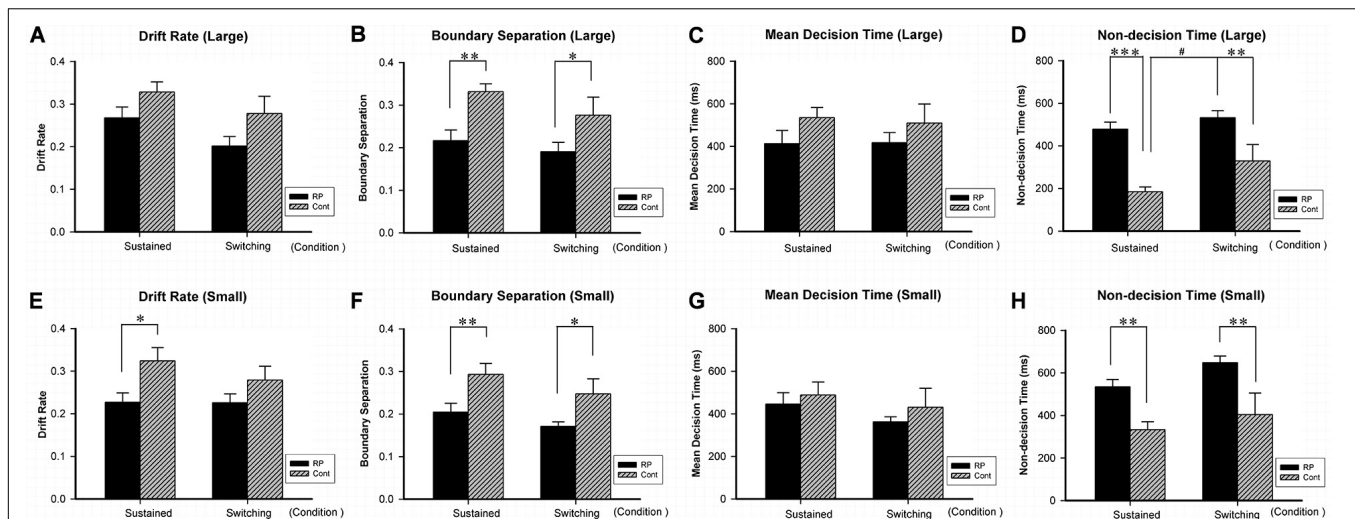 A Drift Rate (Large)
Drift Rate
0.4
0.3
0.2
0.1
0.0
RP
Cont
Sustained Switching (Condition )
B Boundary Separation (Large)
Boundary Separation
0.4
0.3
0.2
0.1
0.0
** *
RP
Cont
Sustained Switching (Condition )
C Mean Decision Time (Large)
Mean Decision Time (ms)
800
600
400
200
0
RP
Cont
Sustained Switching (Condition )
D Non-decision Time (Large)
Non-decision Time (ms)
800
600
400
200
0
*** # **
RP
Cont
Sustained Switching ( Condition )
E Drift Rate (Small)
Drift Rate
0.4
0.3
0.2
0.1
0.0
*
RP
Cont
Sustained Switching (Condition )
F Boundary Separation (Small)
Boundary Separation
0.4
0.3
0.2
0.1
0.0
** *
RP
Cont
Sustained Switching (Condition )
G Mean Decision Time (Small)
Mean Decision Time (ms)
800
600
400
200
0
RP
Cont
Sustained Switching (Condition )
H Non-decision Time (Small)
Non-decision Time (ms)
800
600
400
200
0
** **
RP
Cont
Sustained Switching (Condition )